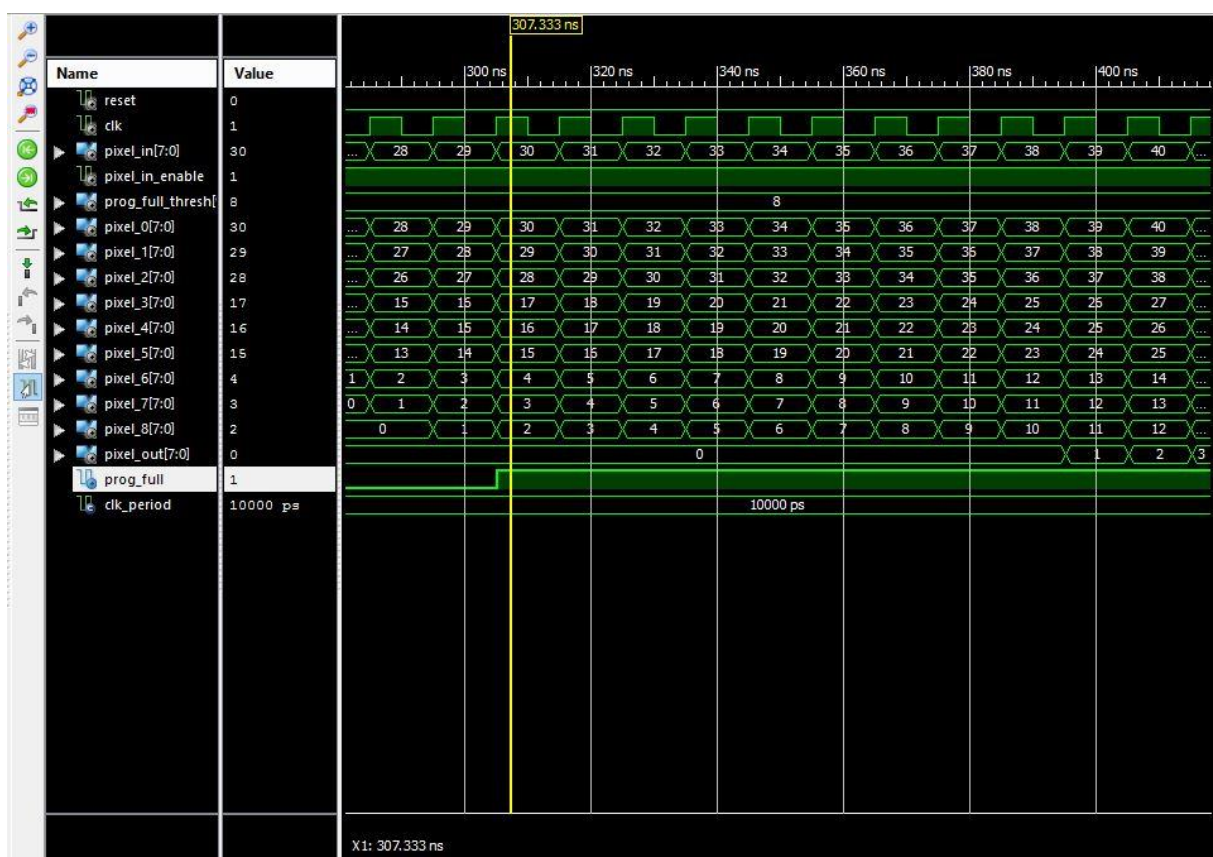 307.333 ns
Name Value 300 ns 320 ns 340 ns 360 ns 380 ns 400 ns
reset 0
clk 1
pixel_in[7:0] 30 ... 28 29 30 31 32 33 34 35 36 37 38 39 40 ...
pixel_in_enable 1
prog_full_thresh[ 8 8
pixel_0[7:0] 30 ... 28 29 30 31 32 33 34 35 36 37 38 39 40 ...
pixel_1[7:0] 29 ... 27 28 29 30 31 32 33 34 35 36 37 38 39 ...
pixel_2[7:0] 28 ... 26 27 28 29 30 31 32 33 34 35 36 37 38 ...
pixel_3[7:0] 17 ... 15 16 17 18 19 20 21 22 23 24 25 26 27 ...
pixel_4[7:0] 16 ... 14 15 16 17 18 19 20 21 22 23 24 25 26 ...
pixel_5[7:0] 15 ... 13 14 15 16 17 18 19 20 21 22 23 24 25 ...
pixel_6[7:0] 4 1 2 3 4 5 6 7 8 9 10 11 12 13 14 ...
pixel_7[7:0] 3 0 1 2 3 4 5 6 7 8 9 10 11 12 13 ...
pixel_8[7:0] 2 0 1 2 3 4 5 6 7 8 9 10 11 12 ...
pixel_out[7:0] 0 0 1 2 3
prog_full 1
clk_period 10000 ps 10000 ps
X1: 307.333 ns